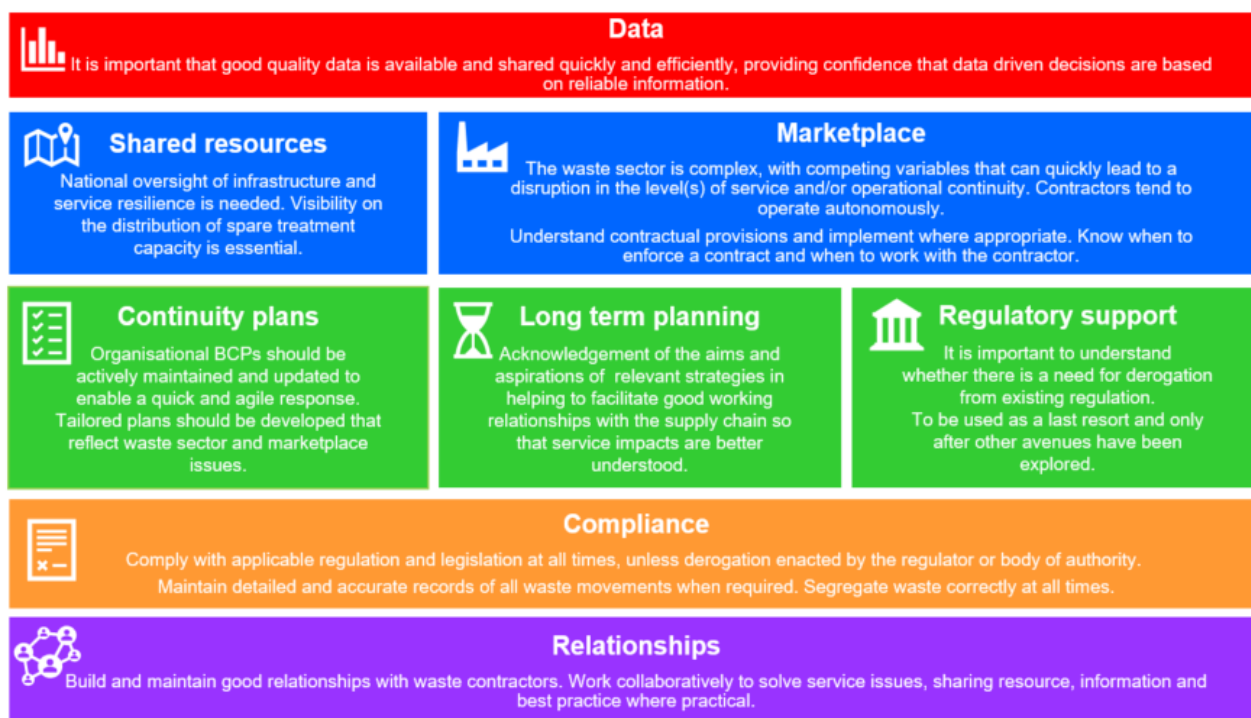 Data
It is important that good quality data is available and shared quickly and efficiently, providing confidence that data driven decisions are based
on reliable information.
Shared resources
National oversight of infrastructure and
service resilience is needed. Visibility on
the distribution of spare treatment
capacity is essential.
Marketplace
The waste sector is complex, with competing variables that can quickly lead to a
disruption in the level(s) of service and/or operational continuity. Contractors tend to
operate autonomously.
Understand contractual provisions and implement where appropriate. Know when to
enforce a contract and when to work with the contractor.
Continuity plans
Organisational BCPs should be
actively maintained and updated to
enable a quick and agile response.
Tailored plans should be developed that
reflect waste sector and marketplace
issues.
Long term planning
Acknowledgement of the aims and
aspirations of relevant strategies in
helping to facilitate good working
relationships with the supply chain so
that service impacts are better
understood.
Regulatory support
It is important to understand
whether there is a need for derogation
from existing regulation.
To be used as a last resort and only
after other avenues have been
explored.
Compliance
Comply with applicable regulation and legislation at all times, unless derogation enacted by the regulator or body of authority.
Maintain detailed and accurate records of all waste movements when required. Segregate waste correctly at all times.
Relationships
Build and maintain good relationships with waste contractors. Work collaboratively to solve service issues, sharing resource, information and
best practice where practical.